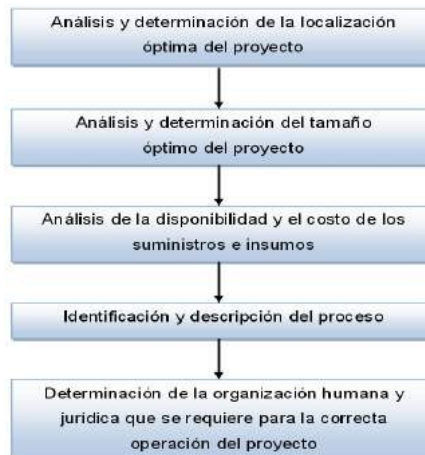 Análisis y determinación de la localización
óptima del proyecto
Análisis y determinación del tamaño
óptimo del proyecto
Análisis de la disponibilidad y el costo de los
suministros e insumos
Identificación y descripción del proceso
Determinación de la organización humana y
jurídica que se requiere para la correcta
operación del proyecto